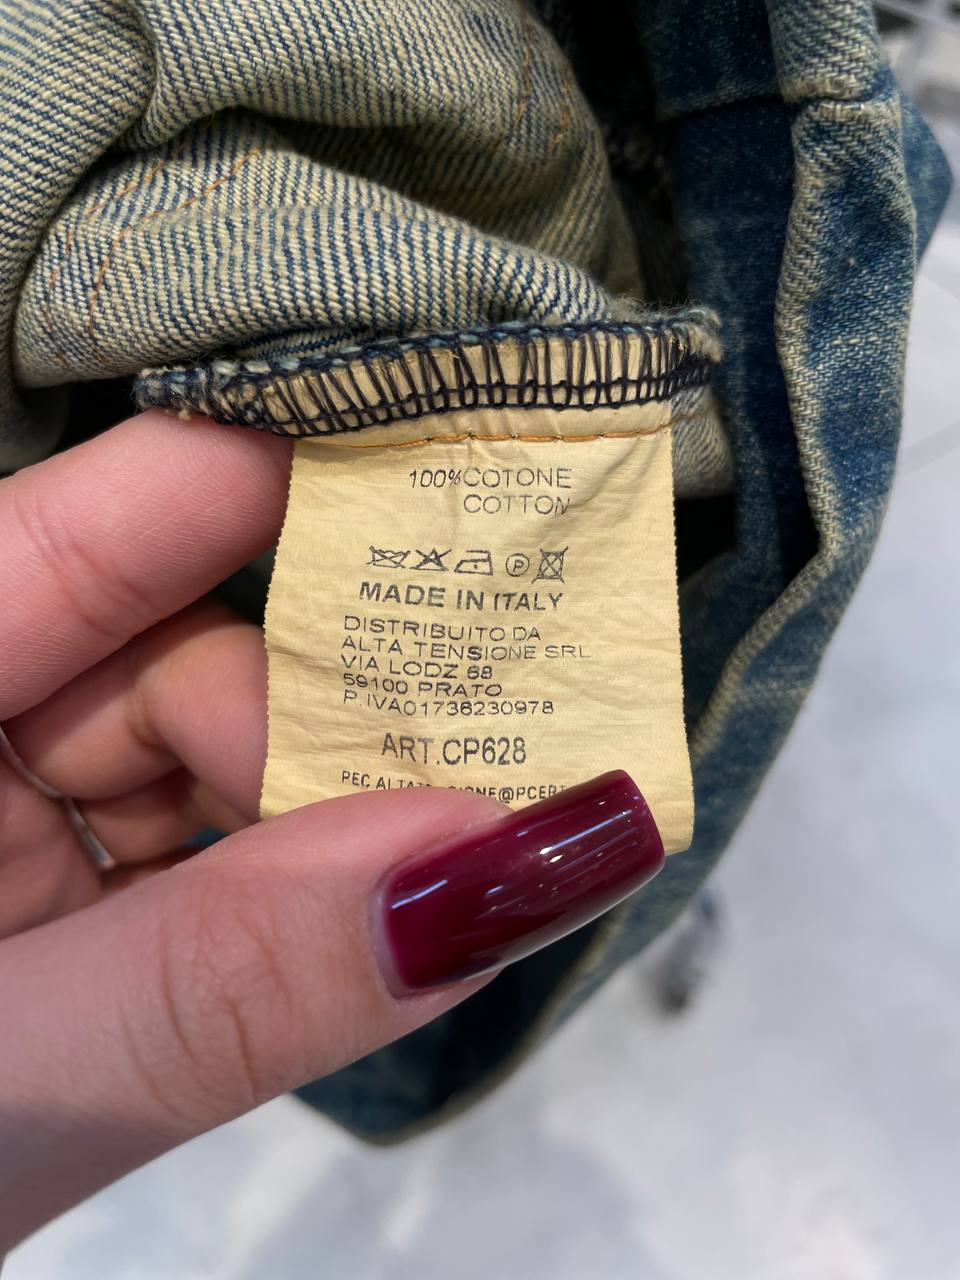 100% COTONE
COTTON
P
MADE IN ITALY
DISTRIBUITO DA
ALTA TENSIONE SRL
VIA LODZ 68
59100 PRATO
P.IVA01736230978
ART.CP628
PEC